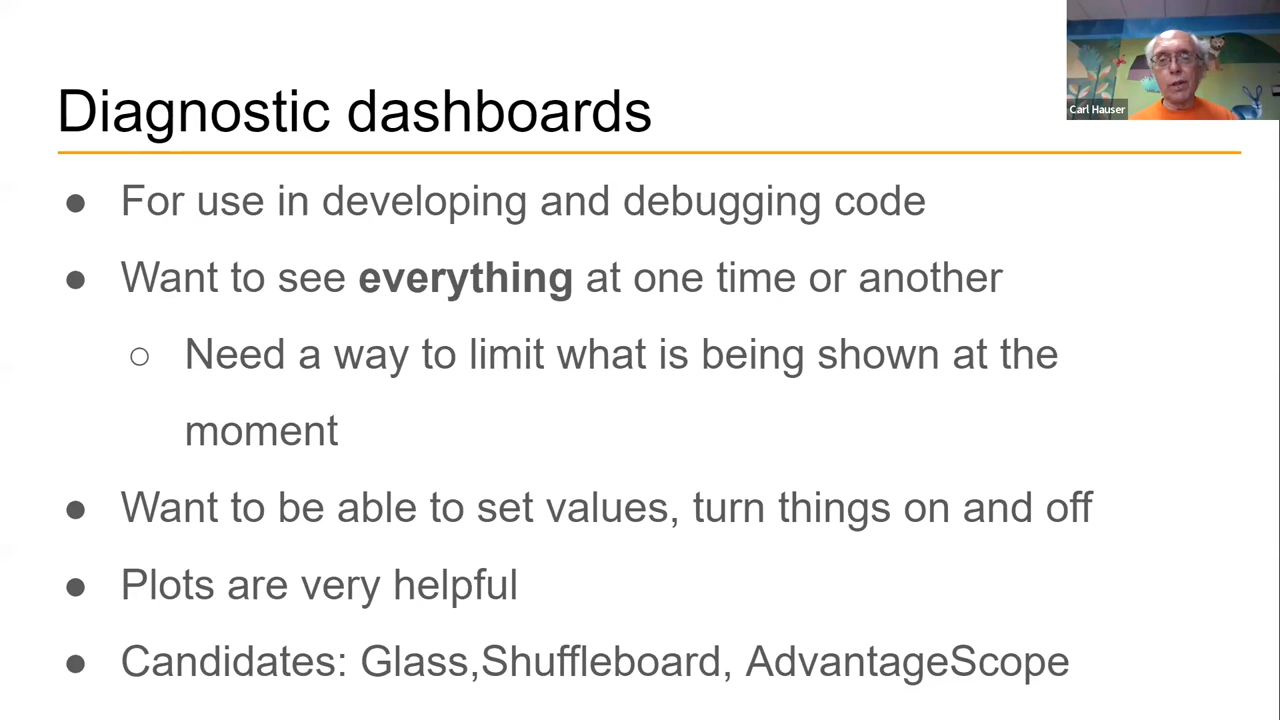 Diagnostic dashboards
Carl Hauser
● For use in developing and debugging code
● Want to see everything at one time or another
○ Need a way to limit what is being shown at the
moment
● Want to be able to set values, turn things on and off
● Plots are very helpful
● Candidates: Glass,Shuffleboard, AdvantageScope